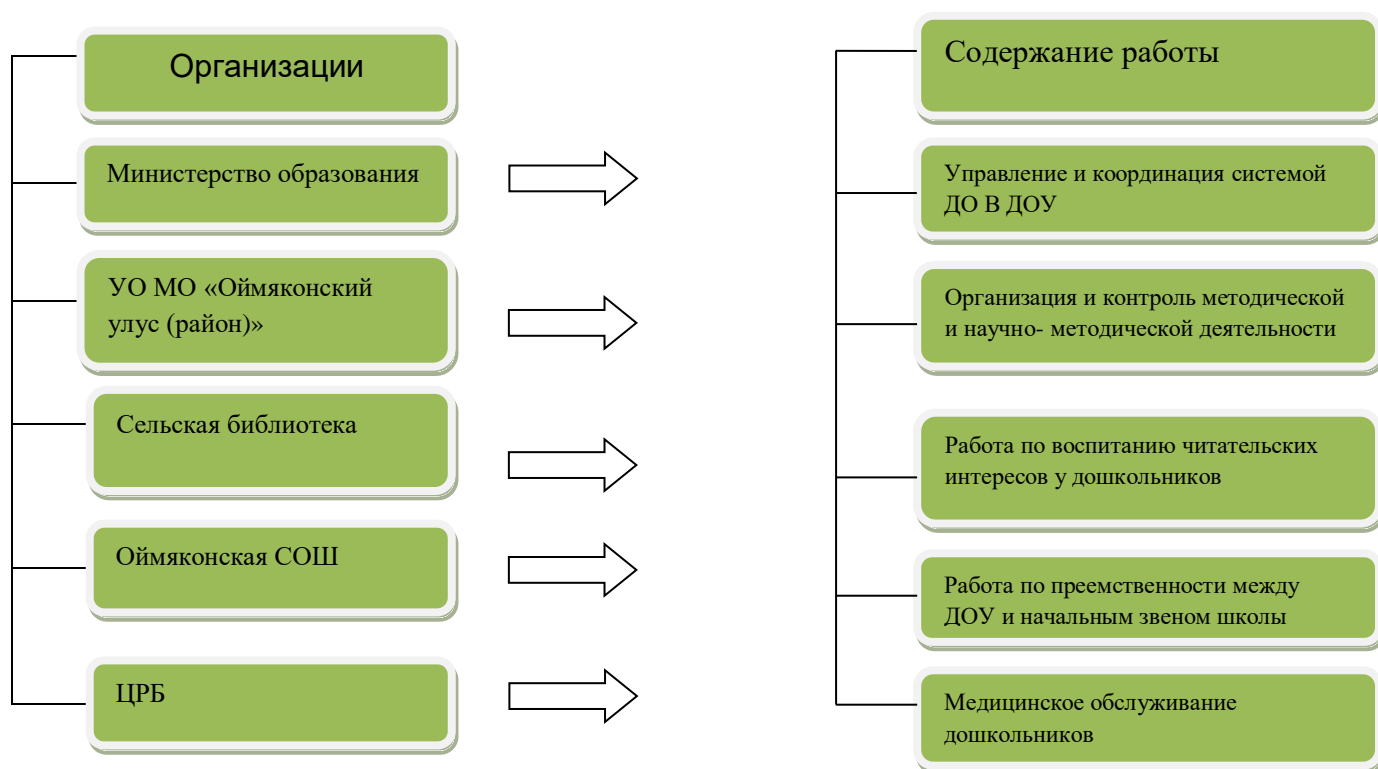 Организации
Министерство образования
УО МО «Оймяконский
улус (район)»
Сельская библиотека
Оймяконская СОШ
ЦРБ
Содержание работы
Управление и координация системой
ДО В ДОУ
Организация и контроль методической
и научно- методической деятельности
Работа по воспитанию читательских
интересов у дошкольников
Работа по преемственности между
ДОУ и начальным звеном школы
Медицинское обслуживание
дошкольников